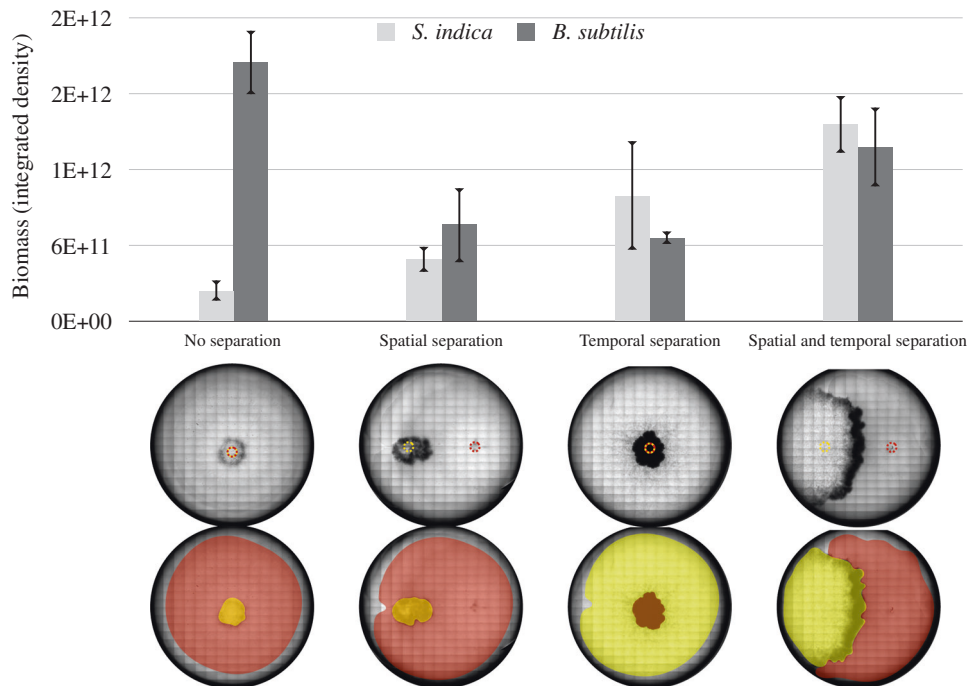 2E+12
S. indica B. subtilis
2E+12
1E+12
6E+11
0E+00
Biomass (integrated density)
No separation Spatial separation Temporal separation Spatial and temporal separation